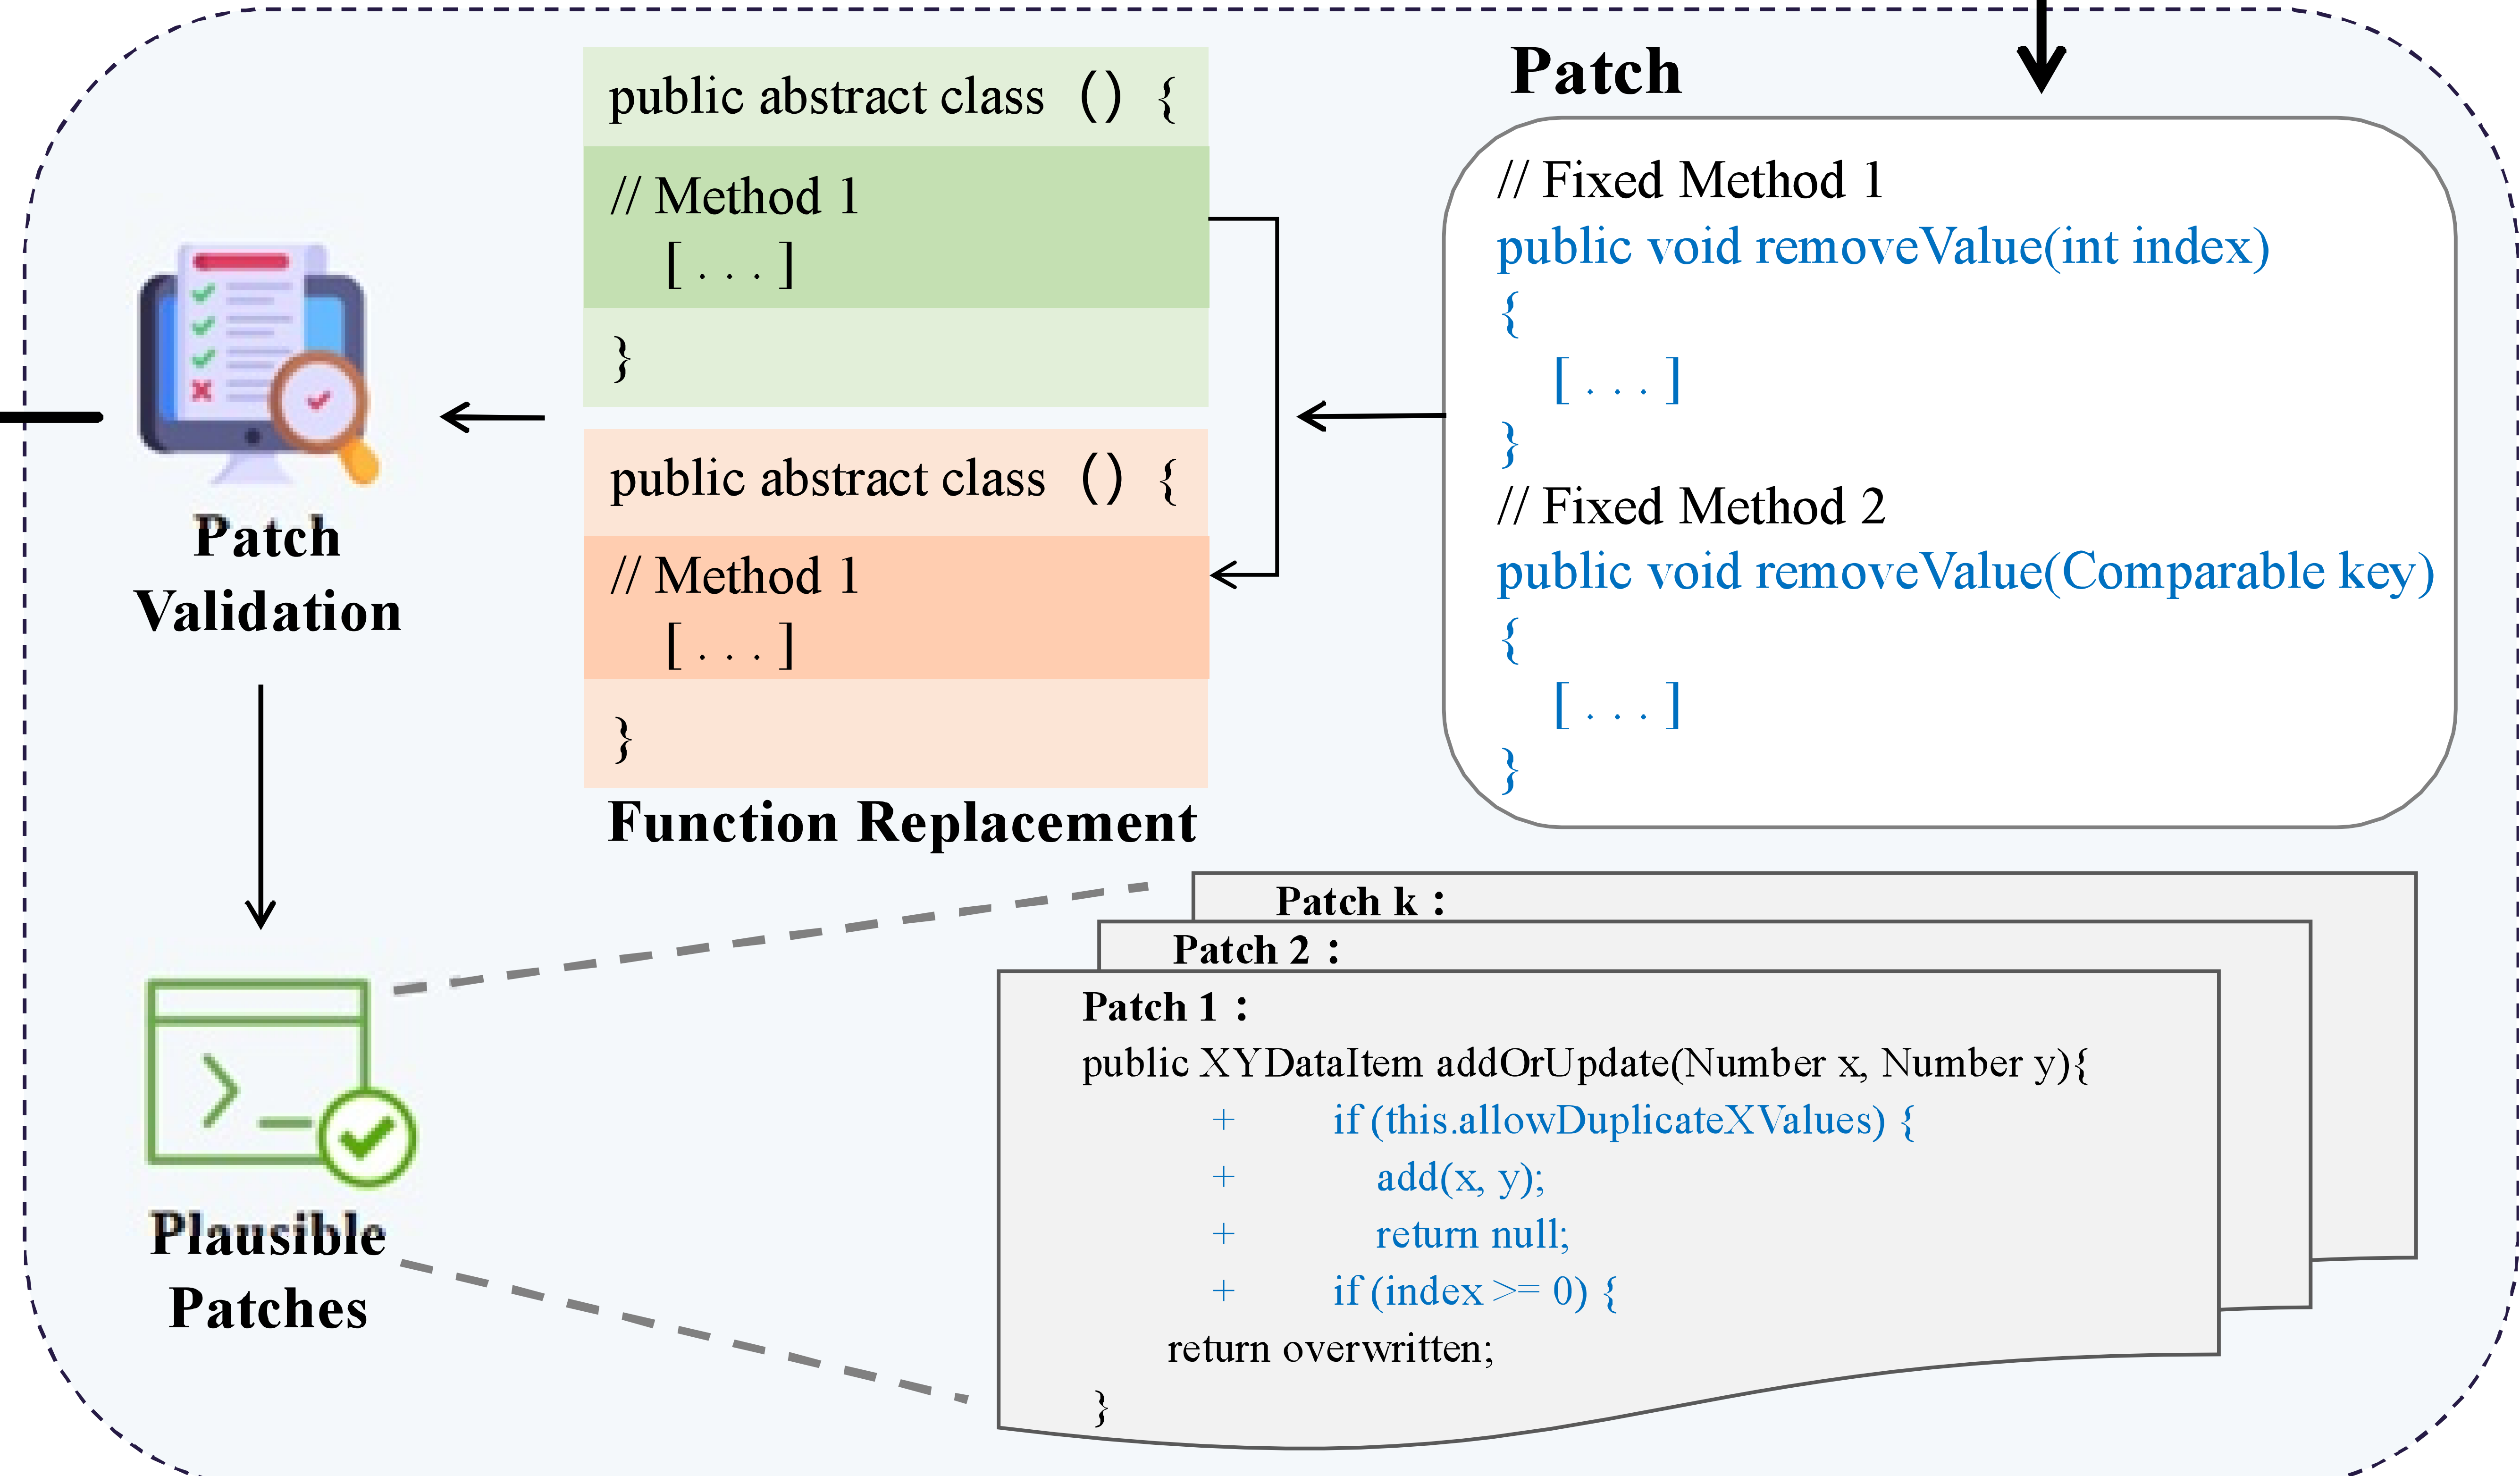 Patch
// Fixed Method 1
public void removeValue(int index)
{
[ . . . ]
}
// Fixed Method 2
public void removeValue(Comparable key)
{
[ . . . ]
}
public abstract class () {
// Method 1
[ . . . ]
}
public abstract class () {
// Method 1
[ . . . ]
}
Function Replacement
Patch
Validation
Plausible
Patches
Patch k :
Patch 2 :
Patch 1 :
public XYDataItem addOrUpdate(Number x, Number y){
+ if (this.allowDuplicateXValues) {
+ add(x, y);
+ return null;
+ if (index >= 0) {
return overwritten;
}